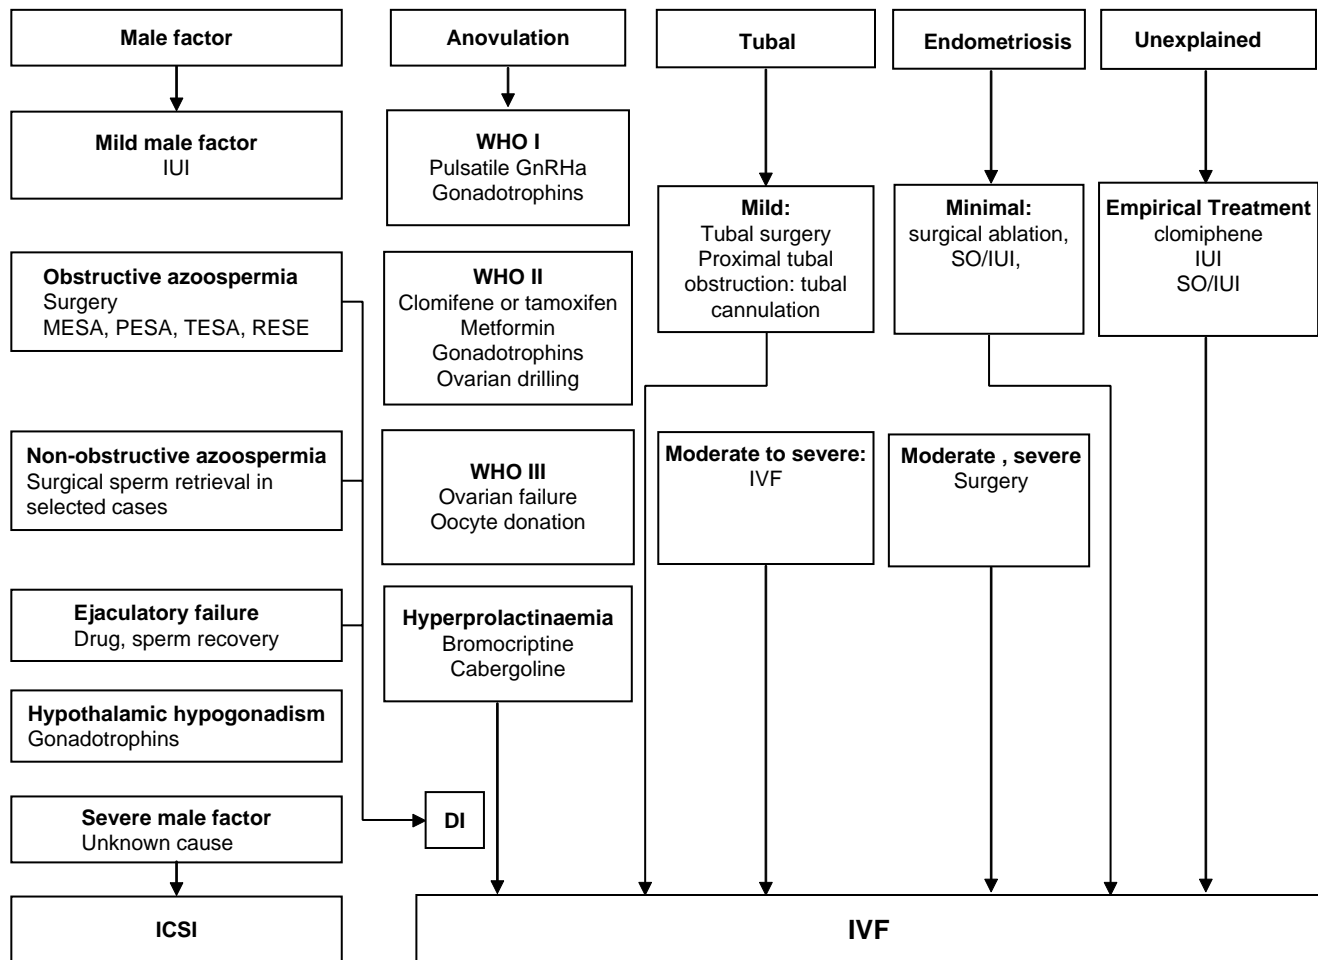 Male factor
Anovulation
Tubal
Endometriosis
Unexplained
Mild male factor
IUI
WHO I
Pulsatile GnRHa
Gonadotrophins
Mild:
Tubal surgery
Proximal tubal
obstruction: tubal
cannulation
Minimal:
surgical ablation,
SO/IUI,
Empirical Treatment
clomiphene
IUI
SO/IUI
Obstructive azoospermia
Surgery
MESA, PESA, TESA, RESE
WHO II
Clomifene or tamoxifen
Metformin
Gonadotrophins
Ovarian drilling
Non-obstructive azoospermia
Surgical sperm retrieval in
selected cases
WHO III
Ovarian failure
Oocyte donation
Moderate to severe:
IVF
Moderate , severe
Surgery
Ejaculatory failure
Drug, sperm recovery
Hyperprolactinaemia
Bromocriptine
Cabergoline
Hypothalamic hypogonadism
Gonadotrophins
Severe male factor
Unknown cause
DI
ICSI
IVF